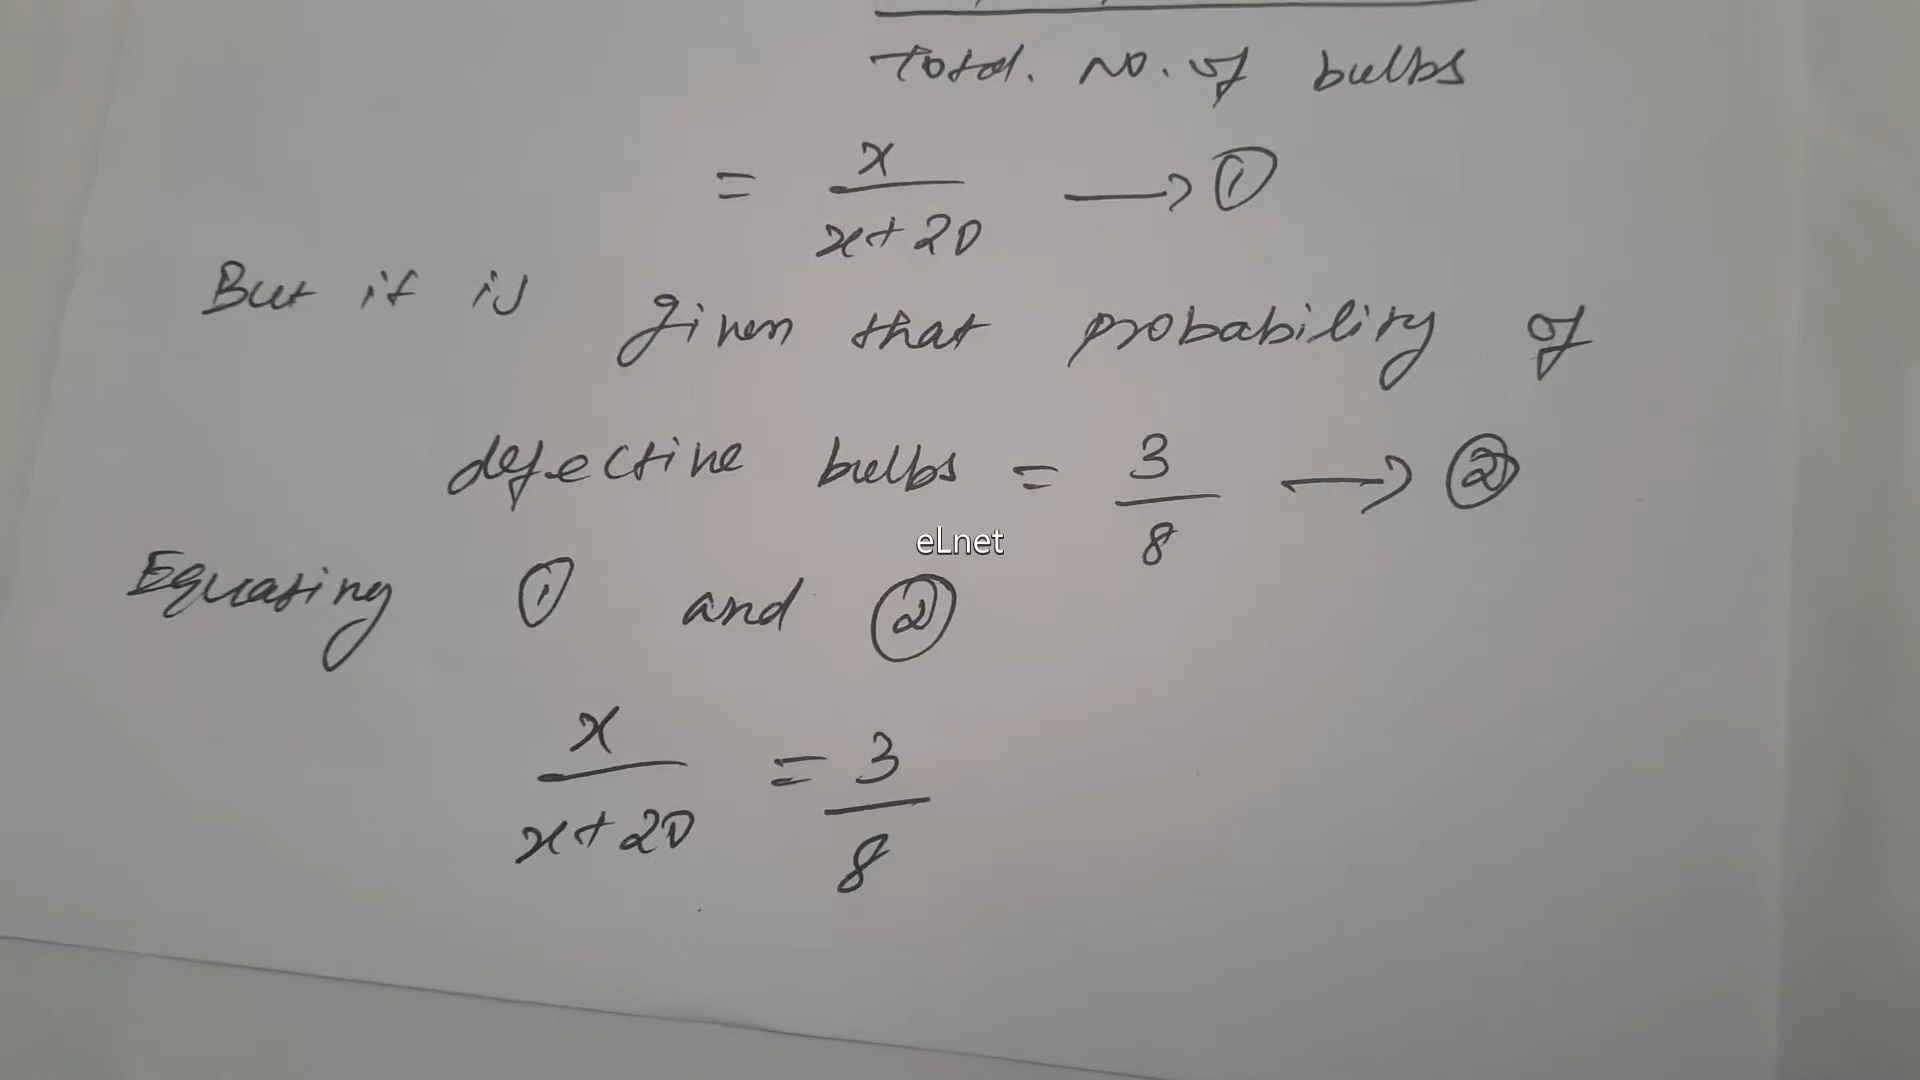 Total. No. of bulbs
= x / x+20 → ①
But it is given that probability of
defective bulbs = 3 / 8 → ②
eLnet
Equating ① and ②
x / x+20 = 3 / 8